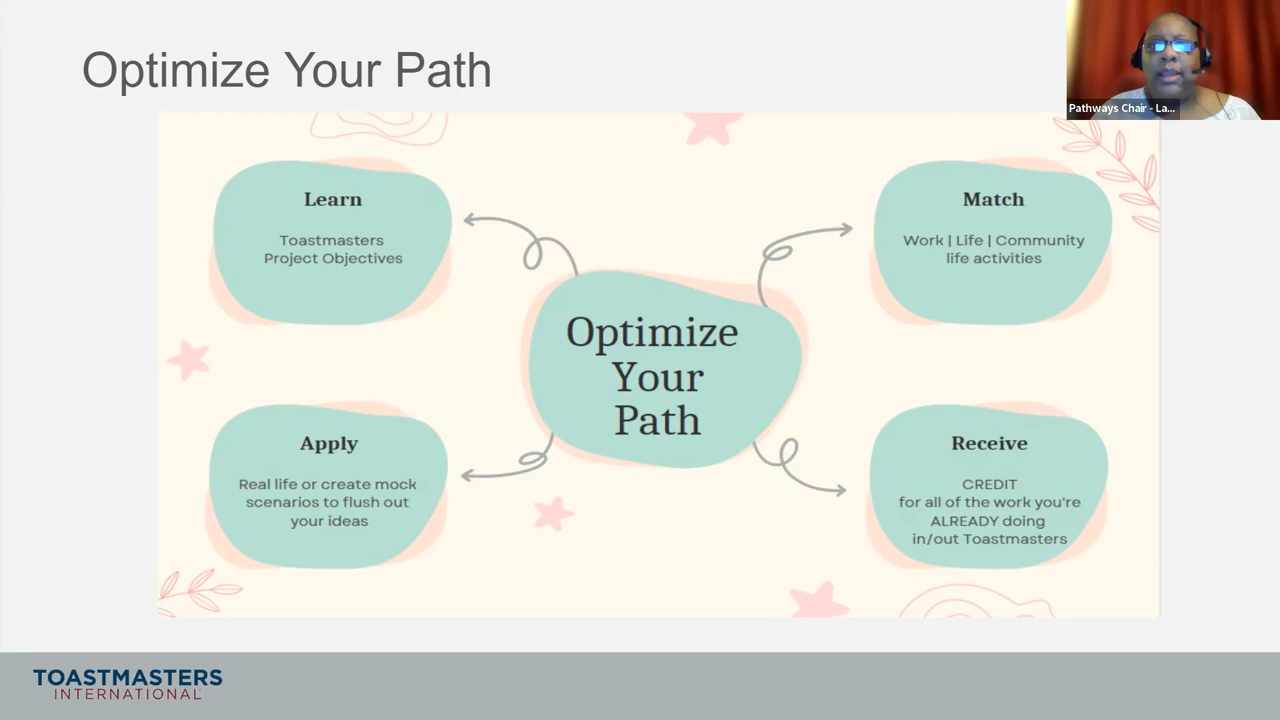 Optimize Your Path
Pathways Chair - La...
Learn
Toastmasters
Project Objectives
Match
Work | Life | Community
life activities
Optimize
Your
Path
Apply
Real life or create mock
scenarios to flush out
your ideas
Receive
CREDIT
for all of the work you're
ALREADY doing
in/out Toastmasters
TOASTMASTERS
INTERNATIONAL